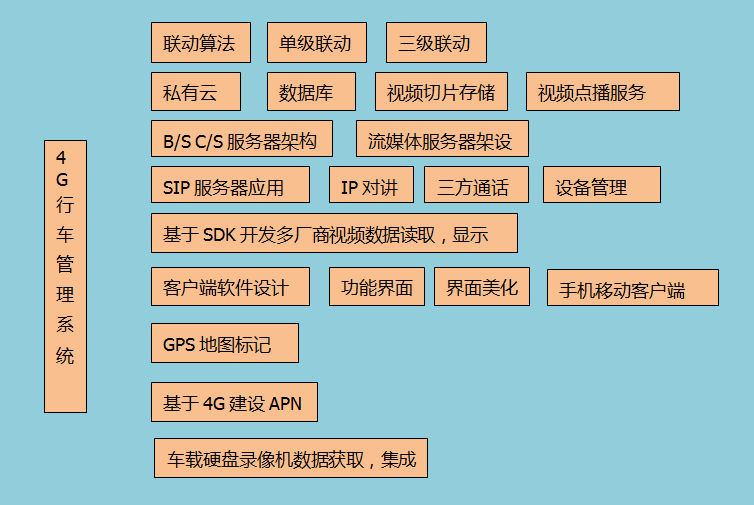 联动算法 单级联动 三级联动
私有云 数据库 视频切片存储 视频点播服务
B/S C/S 服务器架构 流媒体服务器架设
SIP 服务器应用 IP 对讲 三方通话 设备管理
基于 SDK 开发多厂商视频数据读取，显示
客户端软件设计 功能界面 界面美化 手机移动客户端
GPS 地图标记
基于 4G 建设 APN
车载硬盘录像机数据获取，集成
4G行车管理系统